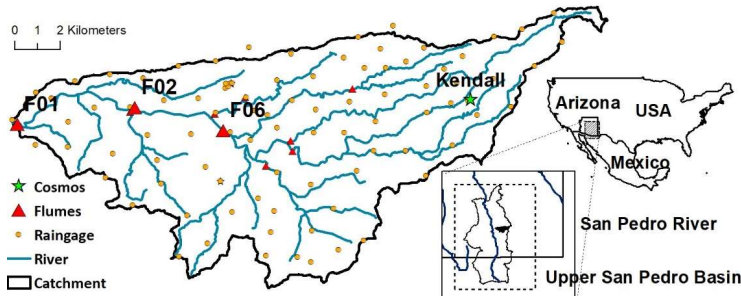 0 1 2 Kilometers
F01
F02
F06
Kendall
Arizona
USA
Mexico
Cosmos
Flumes
Raingage
River
Catchment
San Pedro River
Upper San Pedro Basin